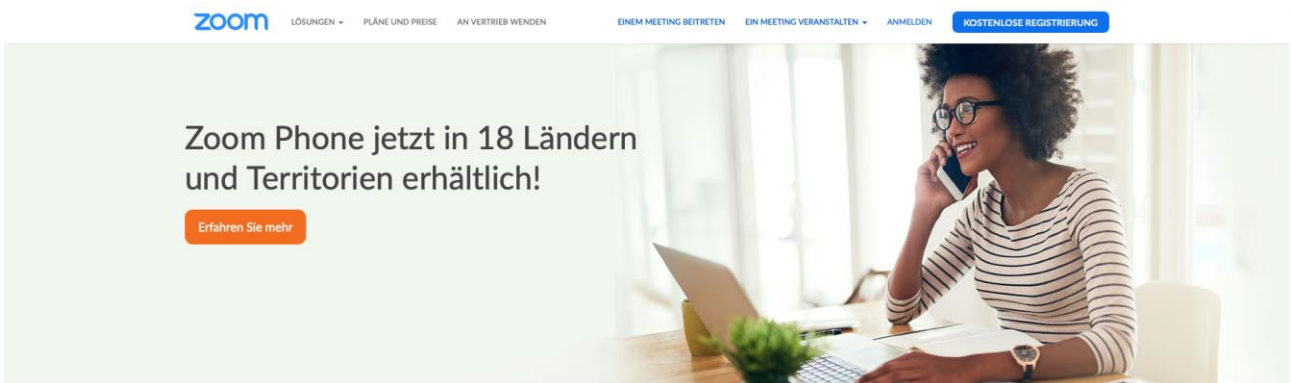 zoom
LÖSUNGEN PLÄNE UND PREISE AN VERTRIEB WENDEN EINEM MEETING BEITRETEN EIN MEETING VERANSTALTEN ANMELDEN KOSTENLOSE REGISTRIERUNG
Zoom Phone jetzt in 18 Ländern
und Territorien erhältlich!
Erfahren Sie mehr